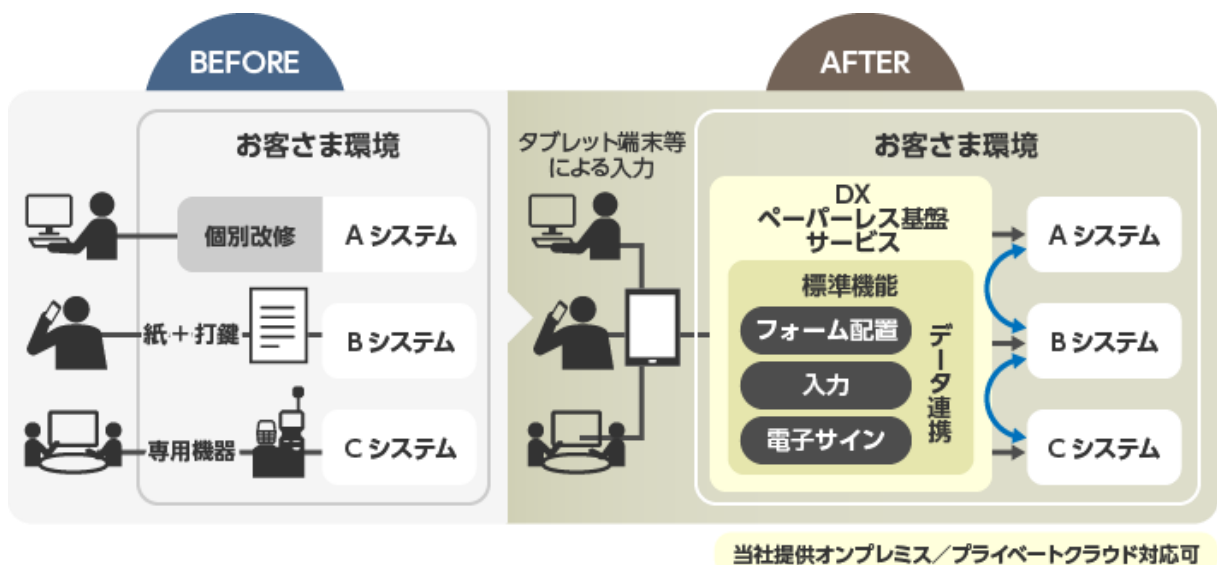 BEFORE
お客さま環境
個別改修
A システム
紙＋打鍵
B システム
専用機器
C システム
AFTER
タブレット端末等
による入力
お客さま環境
DX
ペーパーレス基盤
サービス
標準機能
フォーム配置
入力
電子サイン
データ連携
A システム
B システム
C システム
当社提供オンプレミス／プライベートクラウド対応可